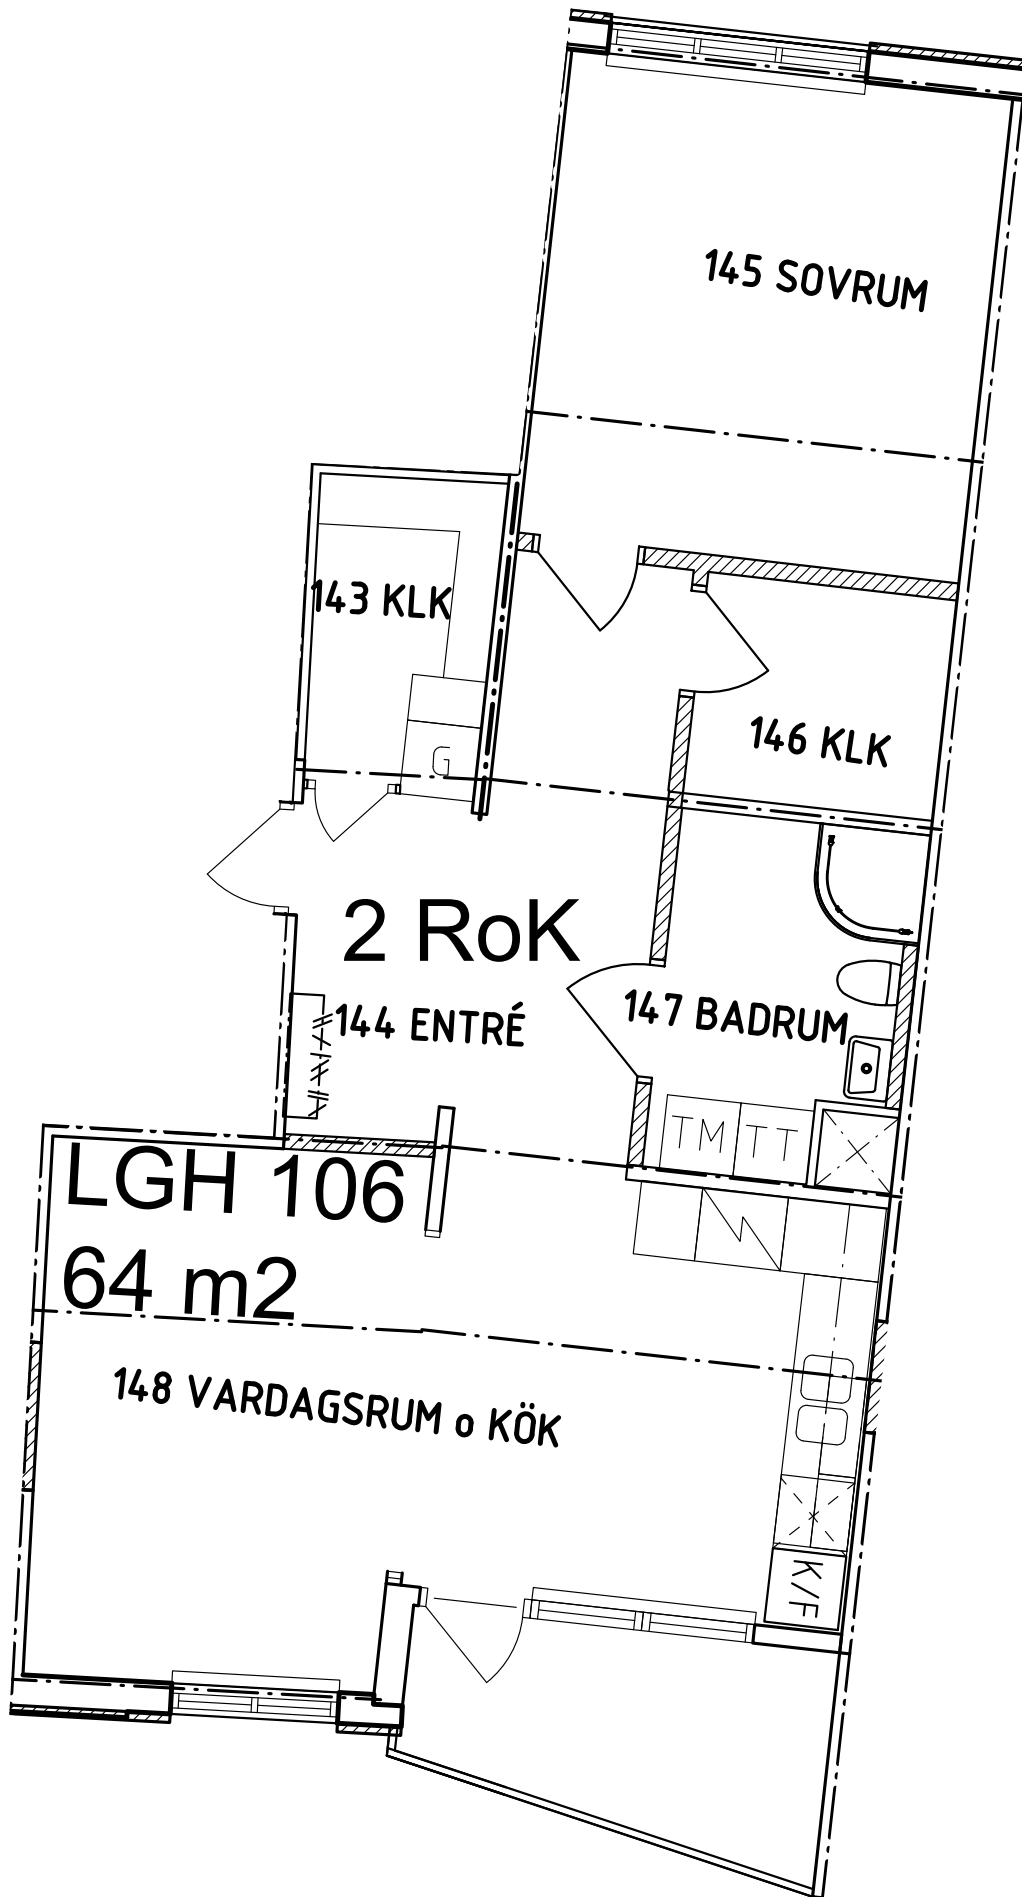 145 SOVRUM
143 KLK
146 KLK
G
2 RoK
144 ENTRÉ
147 BADRUM
TM TT
LGH 106
64 m2
148 VARDAGSRUM o KÖK
K/F